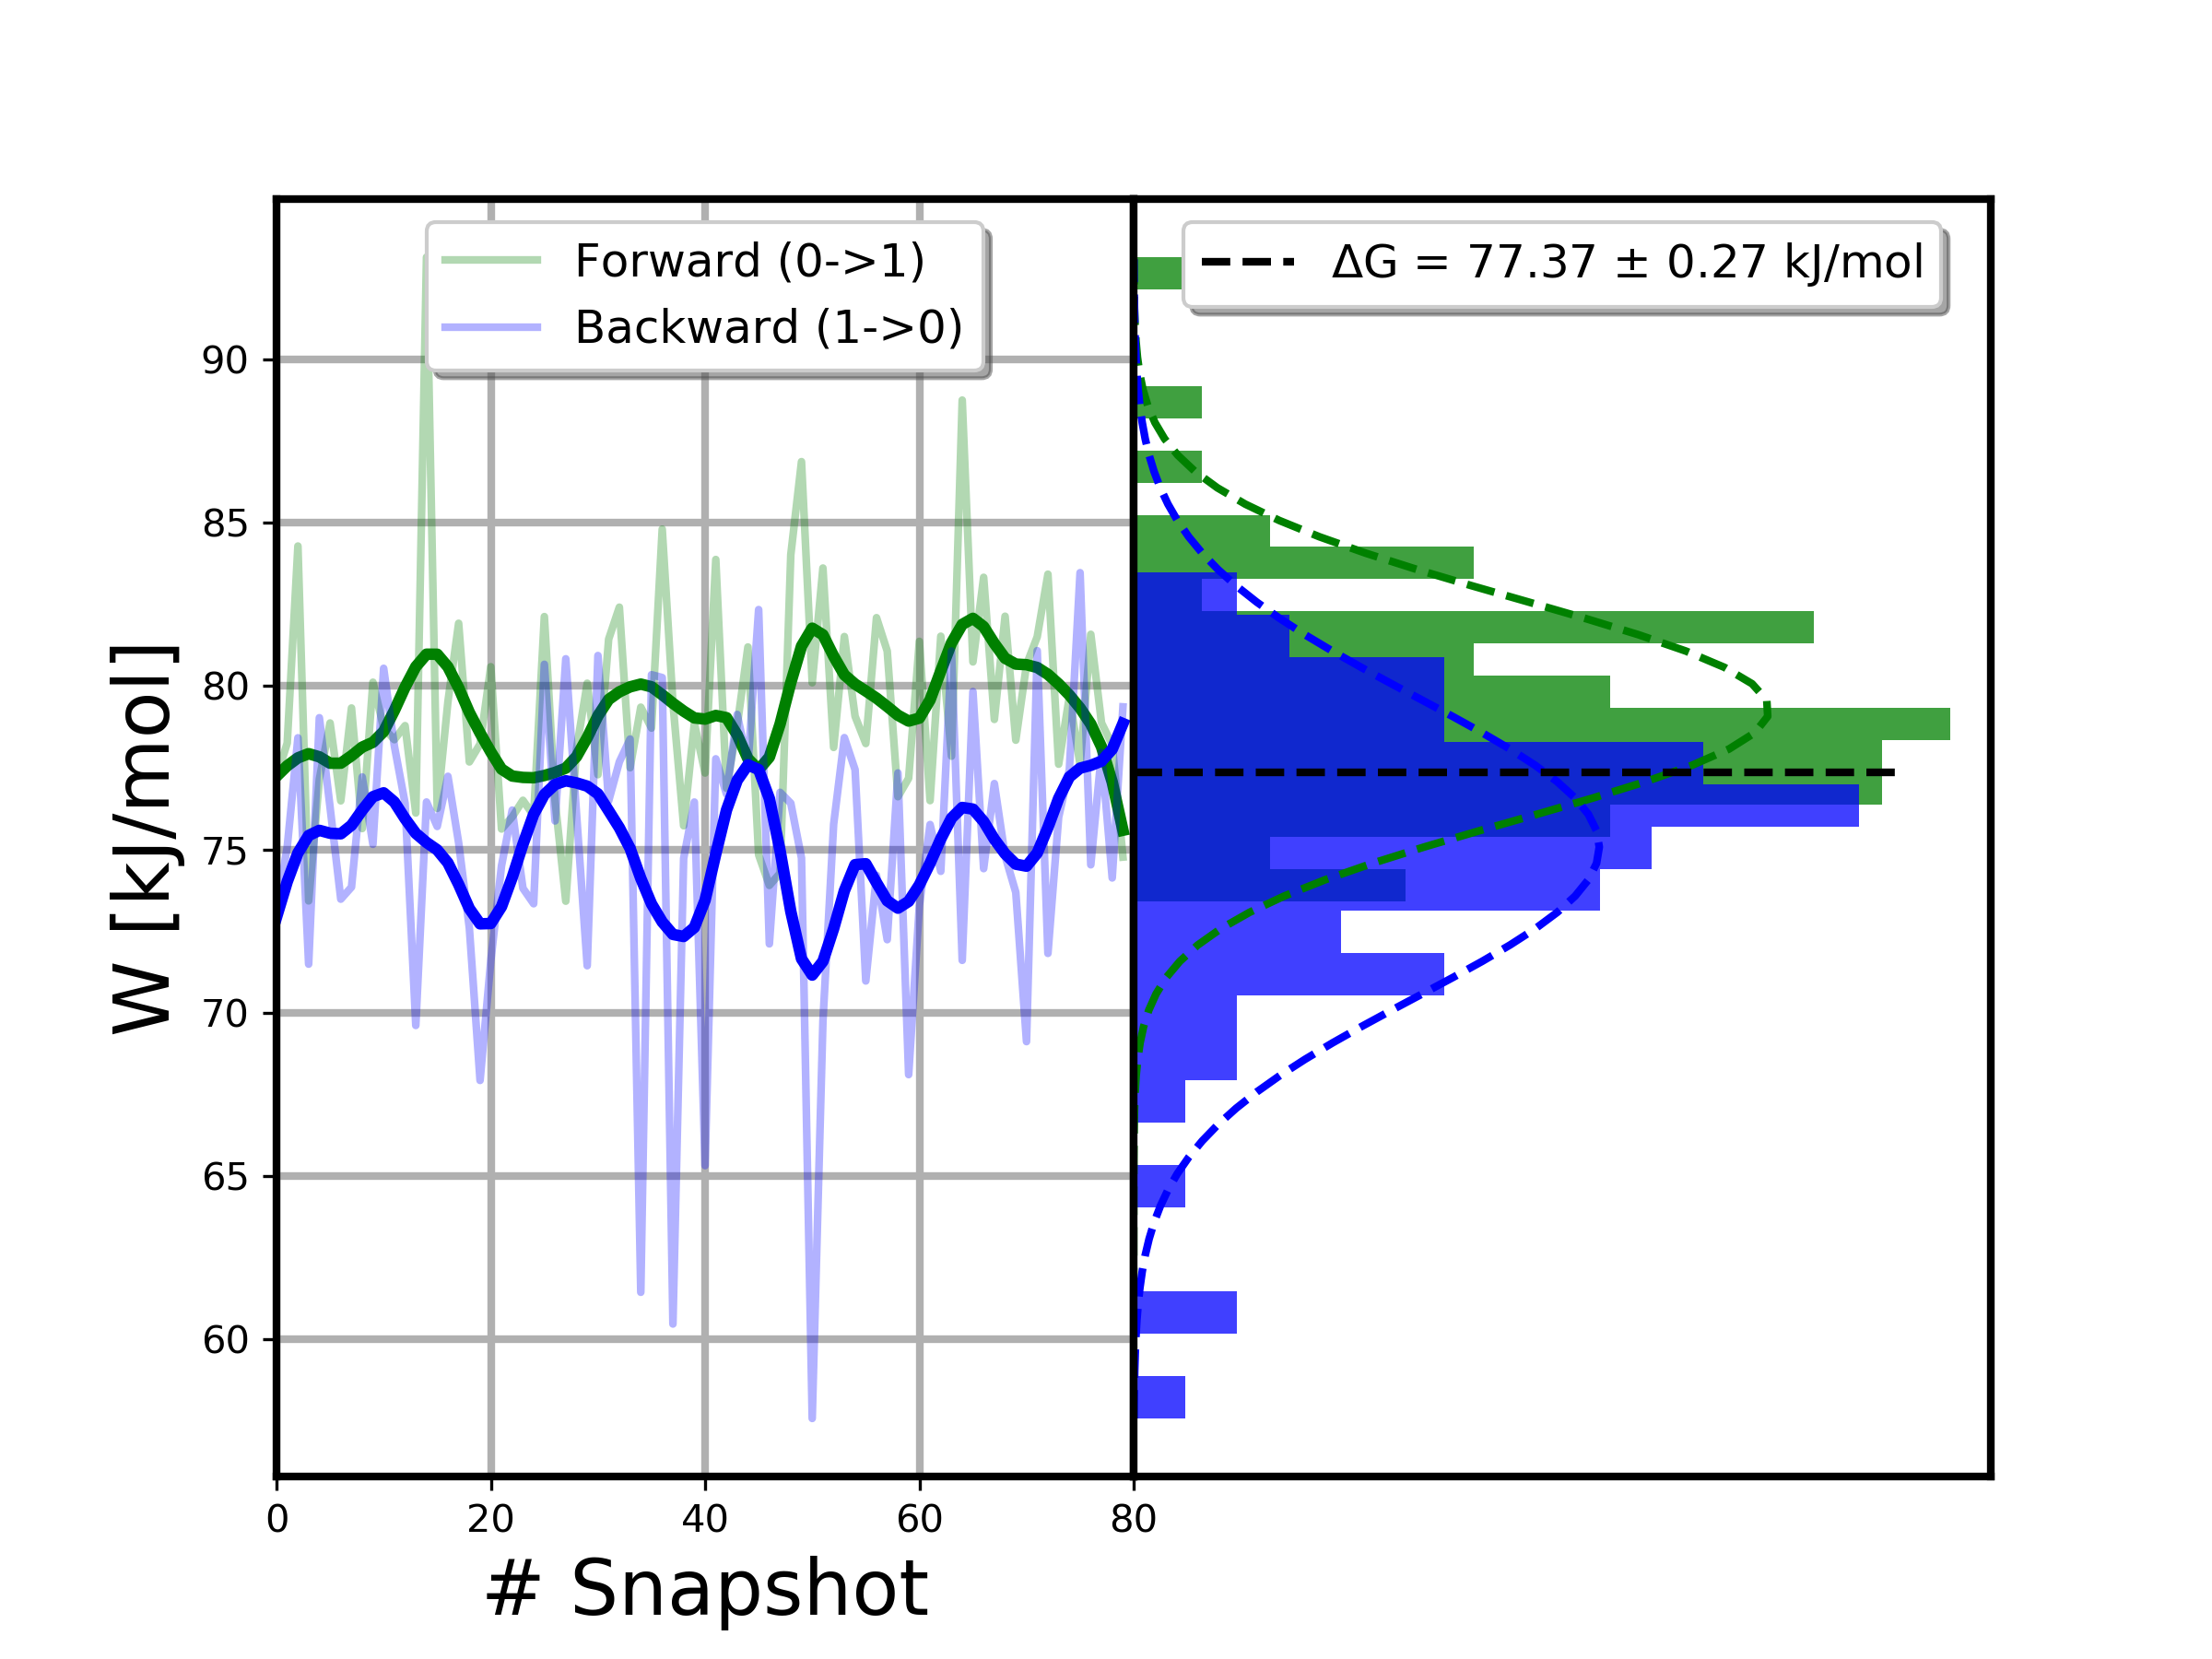 Forward (0->1)
Backward (1->0)
ΔG = 77.37 ± 0.27 kJ/mol
W [kJ/mol]
90
85
80
75
70
65
60
0 20 40 60 80
# Snapshot